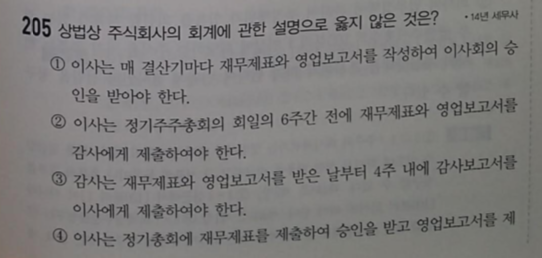 205 상법상 주식회사의 회계에 관한 설명으로 옳지 않은 것은? • 14년 세무사
① 이사는 매 결산기마다 재무제표와 영업보고서를 작성하여 이사회의 승
인을 받아야 한다.
② 이사는 정기주주총회의 회일의 6주간 전에 재무제표와 영업보고서를
감사에게 제출하여야 한다.
③ 감사는 재무제표와 영업보고서를 받은 날부터 4주 내에 감사보고서를
이사에게 제출하여야 한다.
④ 이사는 정기총회에 재무제표를 제출하여 승인을 받고 영업보고서를 제